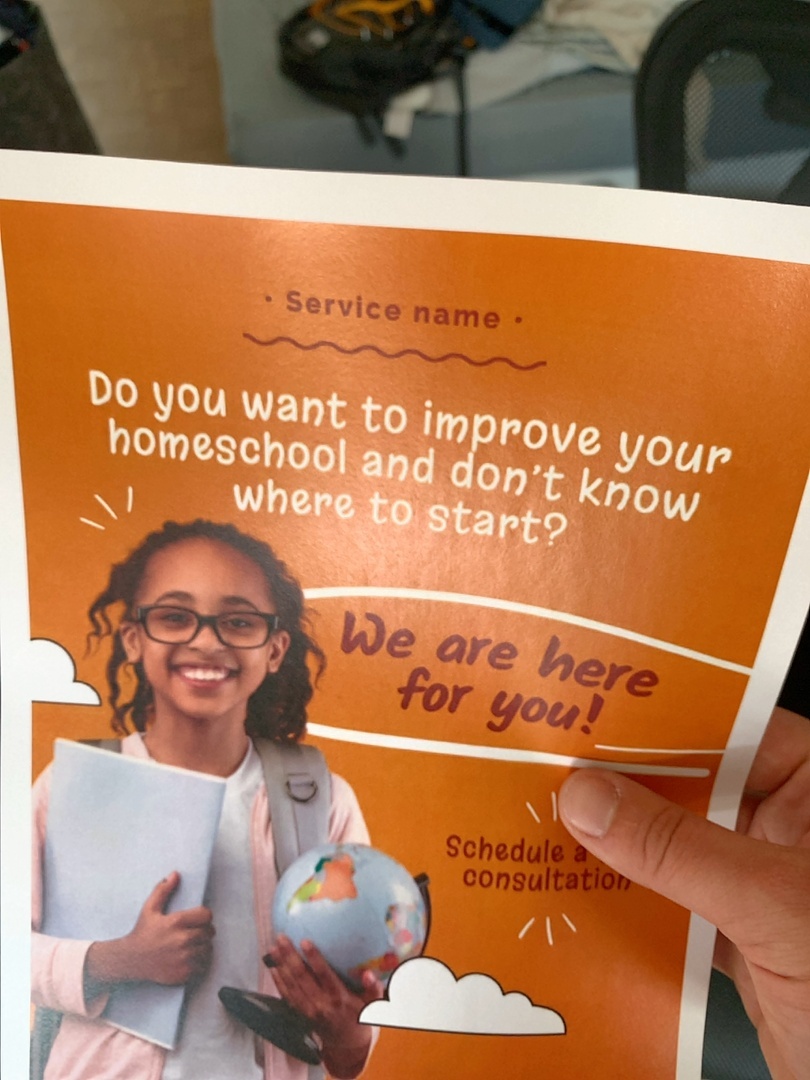 · Service name ·
Do you want to improve your
homeschool and don't know
where to start?
We are here
for you!
Schedule a
consultation